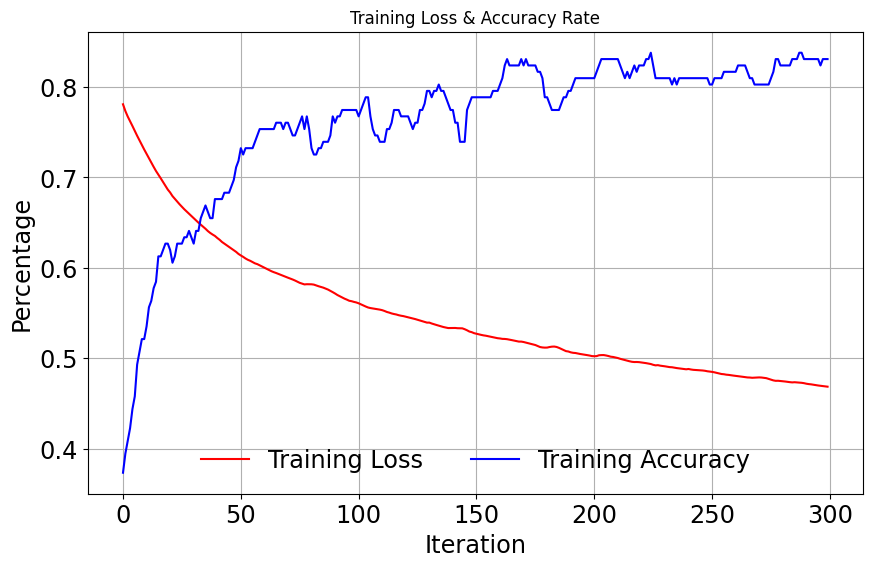 Training Loss & Accuracy Rate
Percentage
0.8
0.7
0.6
0.5
0.4
Training Loss Training Accuracy
0 50 100 150 200 250 300
Iteration